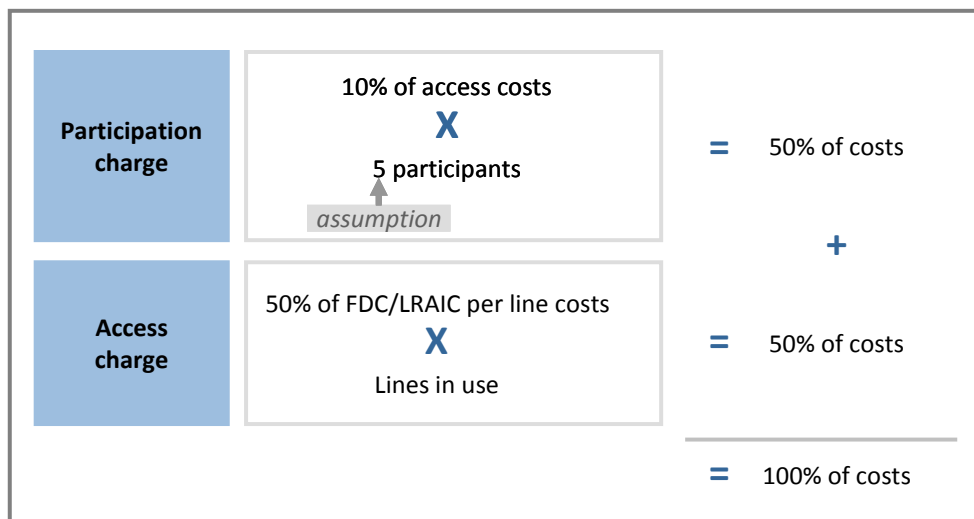 Participation
charge
10% of access costs
X
5 participants
assumption
= 50% of costs
+
Access
charge
50% of FDC/LRAIC per line costs
X
Lines in use
= 50% of costs
= 100% of costs